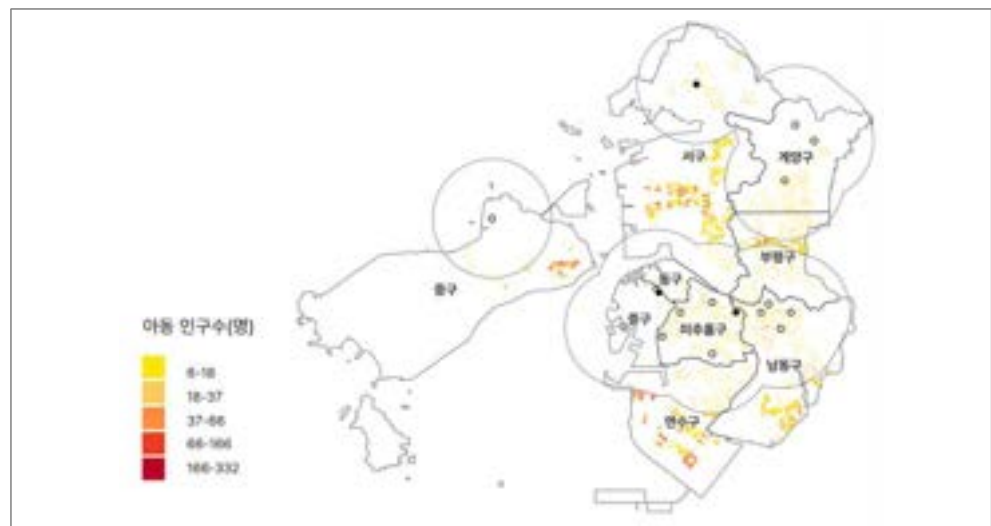 서구
계양구
부평구
중구
동구
중구
미추홀구
남동구
연수구
아동 인구수(명)
6-18
18-37
37-66
66-166
166-332